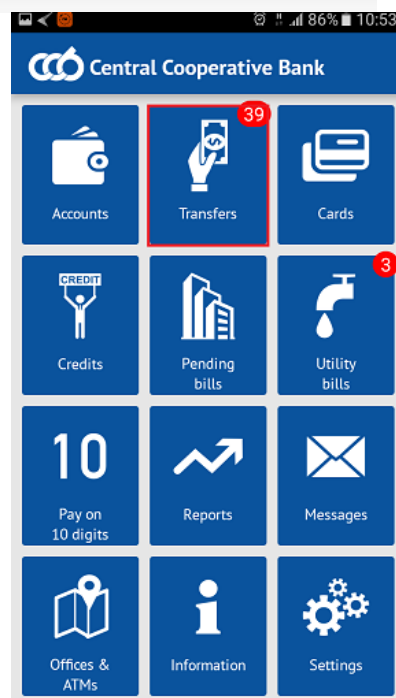 86% 10:53
CCB Central Cooperative Bank
39
Accounts
Transfers
Cards
3
CREDIT
Credits
Pending
bills
Utility
bills
10
Pay on
10 digits
Reports
Messages
Offices &
ATMs
Information
Settings